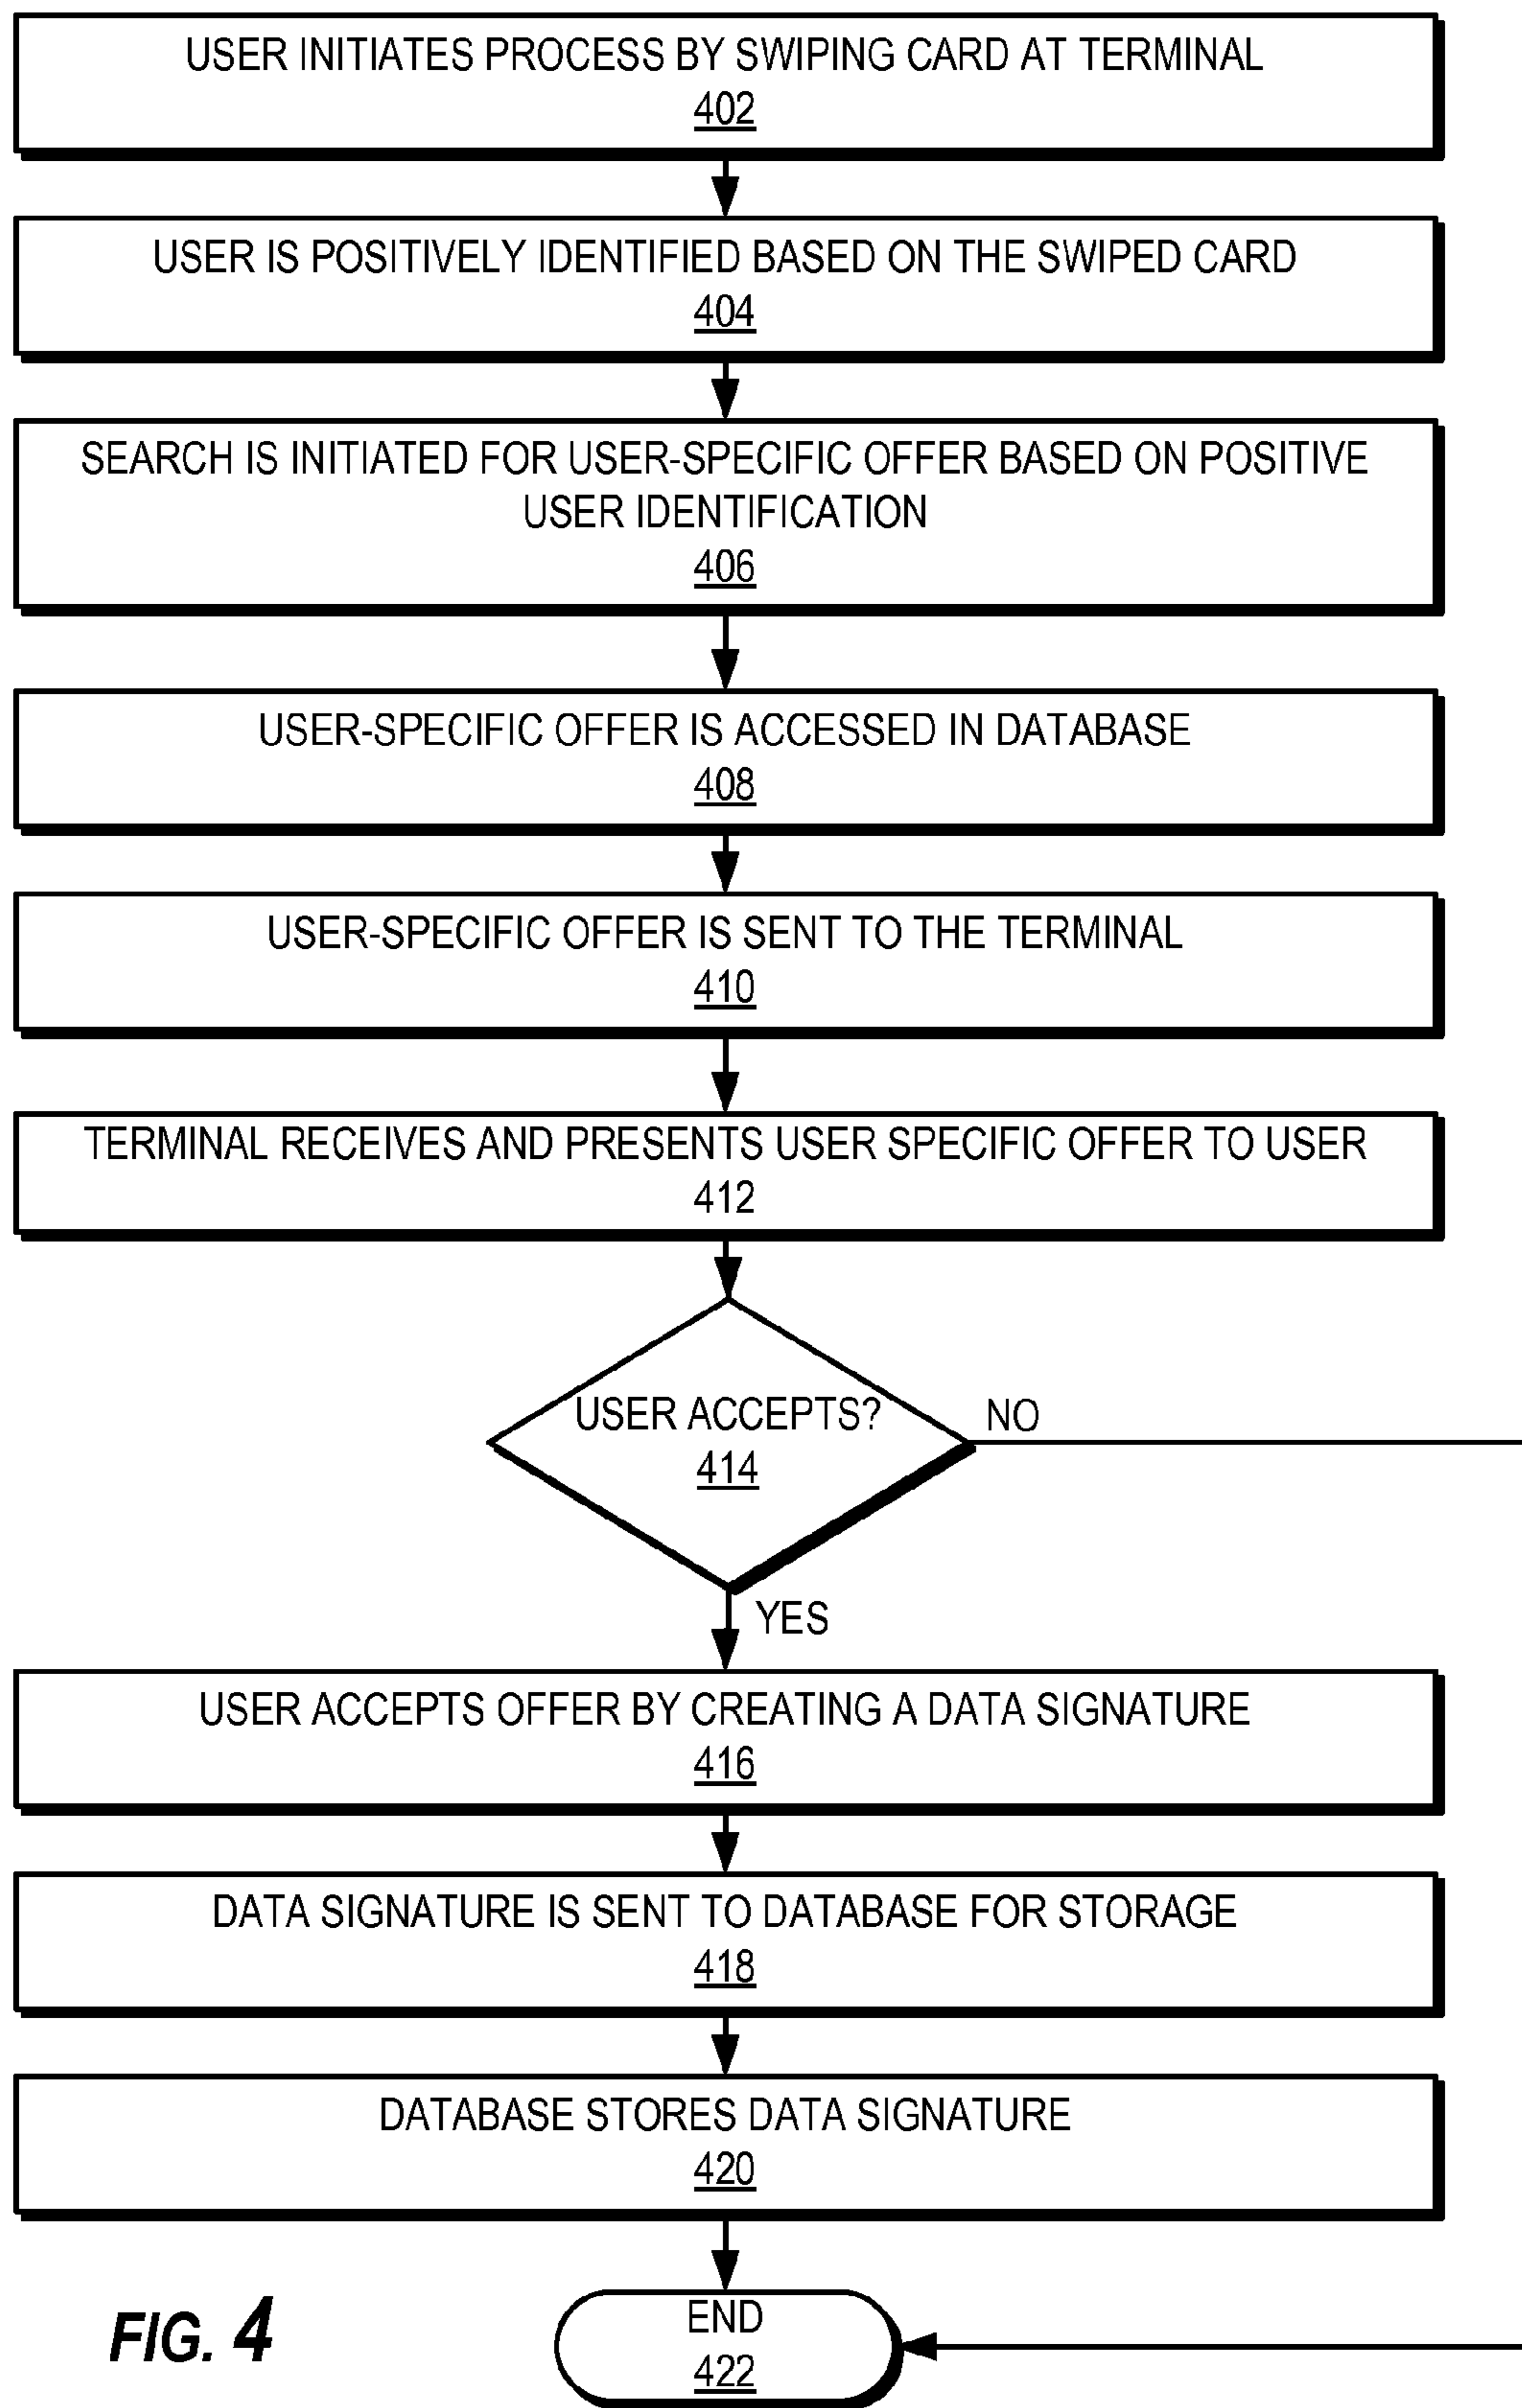 USER INITIATES PROCESS BY SWIPING CARD AT TERMINAL
402
USER IS POSITIVELY IDENTIFIED BASED ON THE SWIPED CARD
404
SEARCH IS INITIATED FOR USER-SPECIFIC OFFER BASED ON POSITIVE
USER IDENTIFICATION
406
USER-SPECIFIC OFFER IS ACCESSED IN DATABASE
408
USER-SPECIFIC OFFER IS SENT TO THE TERMINAL
410
TERMINAL RECEIVES AND PRESENTS USER SPECIFIC OFFER TO USER
412
USER ACCEPTS?
414
NO
YES
USER ACCEPTS OFFER BY CREATING A DATA SIGNATURE
416
DATA SIGNATURE IS SENT TO DATABASE FOR STORAGE
418
DATABASE STORES DATA SIGNATURE
420
END
422
FIG. 4